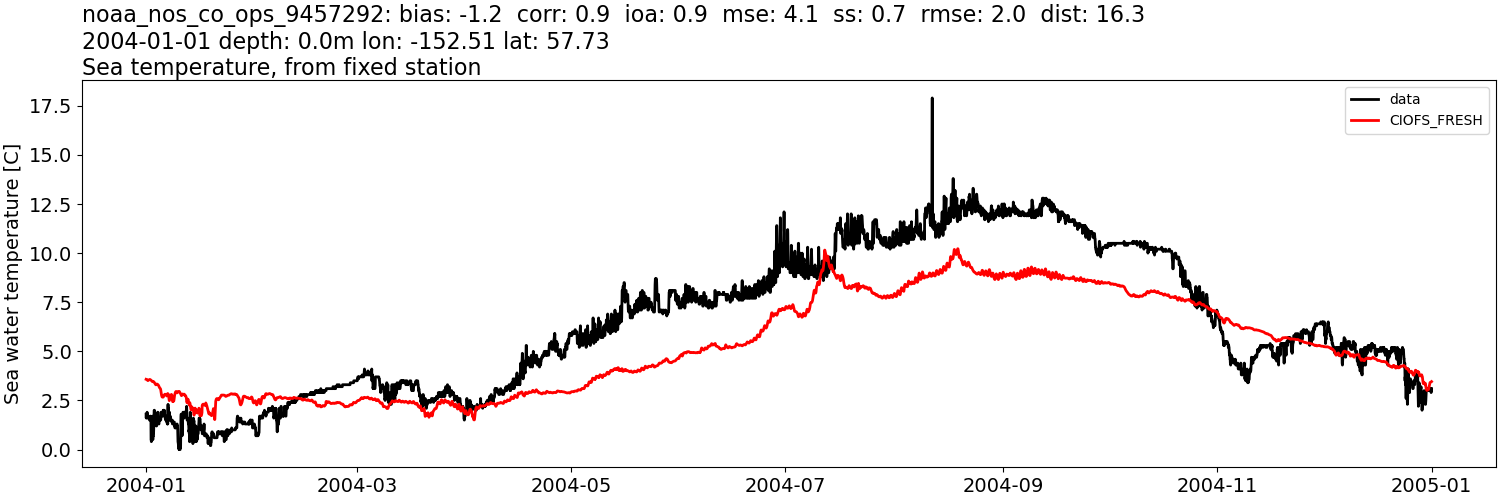 noaa_nos_co_ops_9457292: bias: -1.2  corr: 0.9  ioa: 0.9  mse: 4.1  ss: 0.7  rmse: 2.0  dist: 16.3
2004-01-01 depth: 0.0m lon: -152.51 lat: 57.73
Sea temperature, from fixed station
Sea water temperature [C]
17.5
15.0
12.5
10.0
7.5
5.0
2.5
0.0
data
CIOFS_FRESH
2004-01 2004-03 2004-05 2004-07 2004-09 2004-11 2005-01